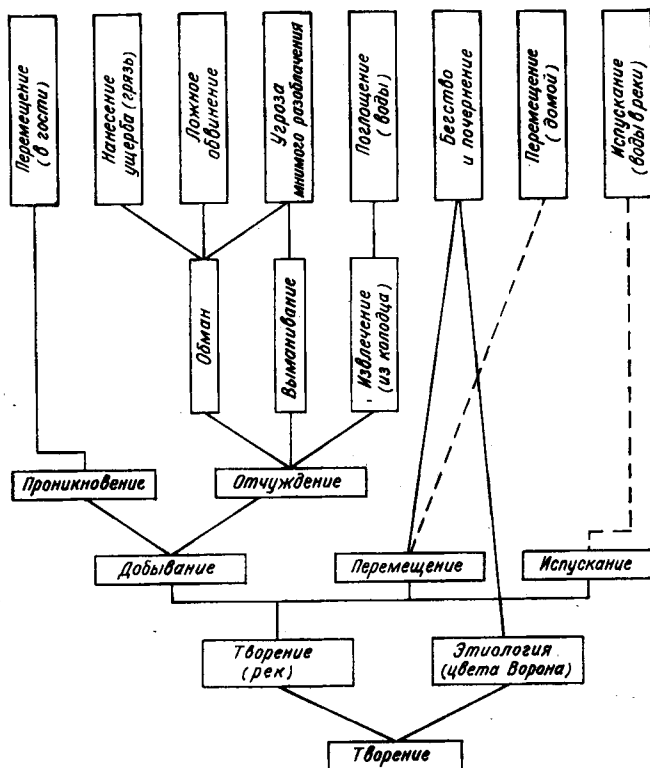 Перемещение
(в гости)
Нанесение
ущерба (грязь)
Ложное
обвинение
Угроза
мнимого разоблачения
Поглощение
(воды)
Бегство
и почернение
Перемещение
(домой)
Испускание
(воды в реки)
Обман
Выманивание
Извлечение
(из колодца)
Проникновение
Отчуждение
Добывание
Перемещение
Испускание
Творение
(рек)
Этиология
(цвета Ворона)
Творение